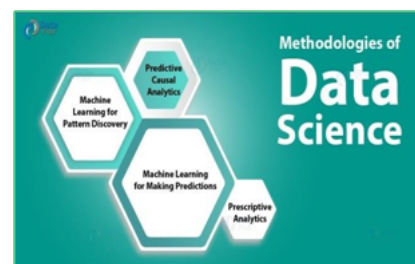 Methodologies of
Data
Science
Predictive
Causal
Analytics
Machine
Learning for
Pattern Discovery
Machine Learning
for Making Predictions
Prescriptive
Analytics